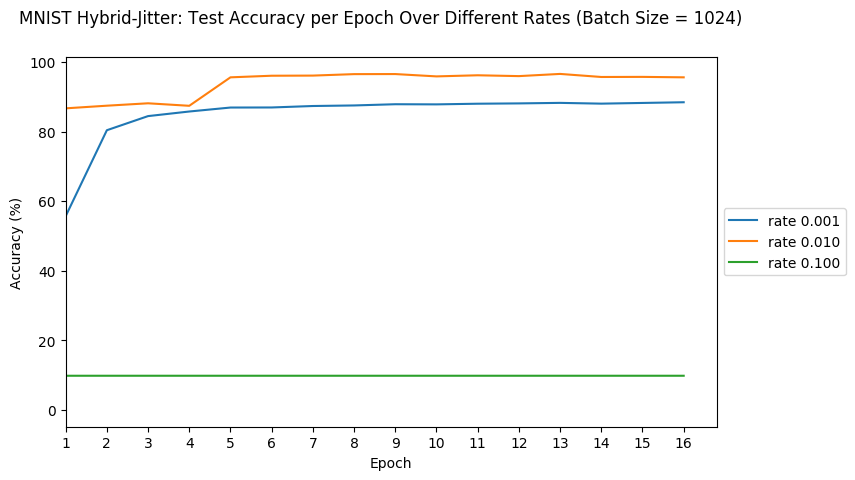 MNIST Hybrid-Jitter: Test Accuracy per Epoch Over Different Rates (Batch Size = 1024)
Accuracy (%)
100
80
60
40
20
0
1 2 3 4 5 6 7 8 9 10 11 12 13 14 15 16
Epoch
rate 0.001
rate 0.010
rate 0.100